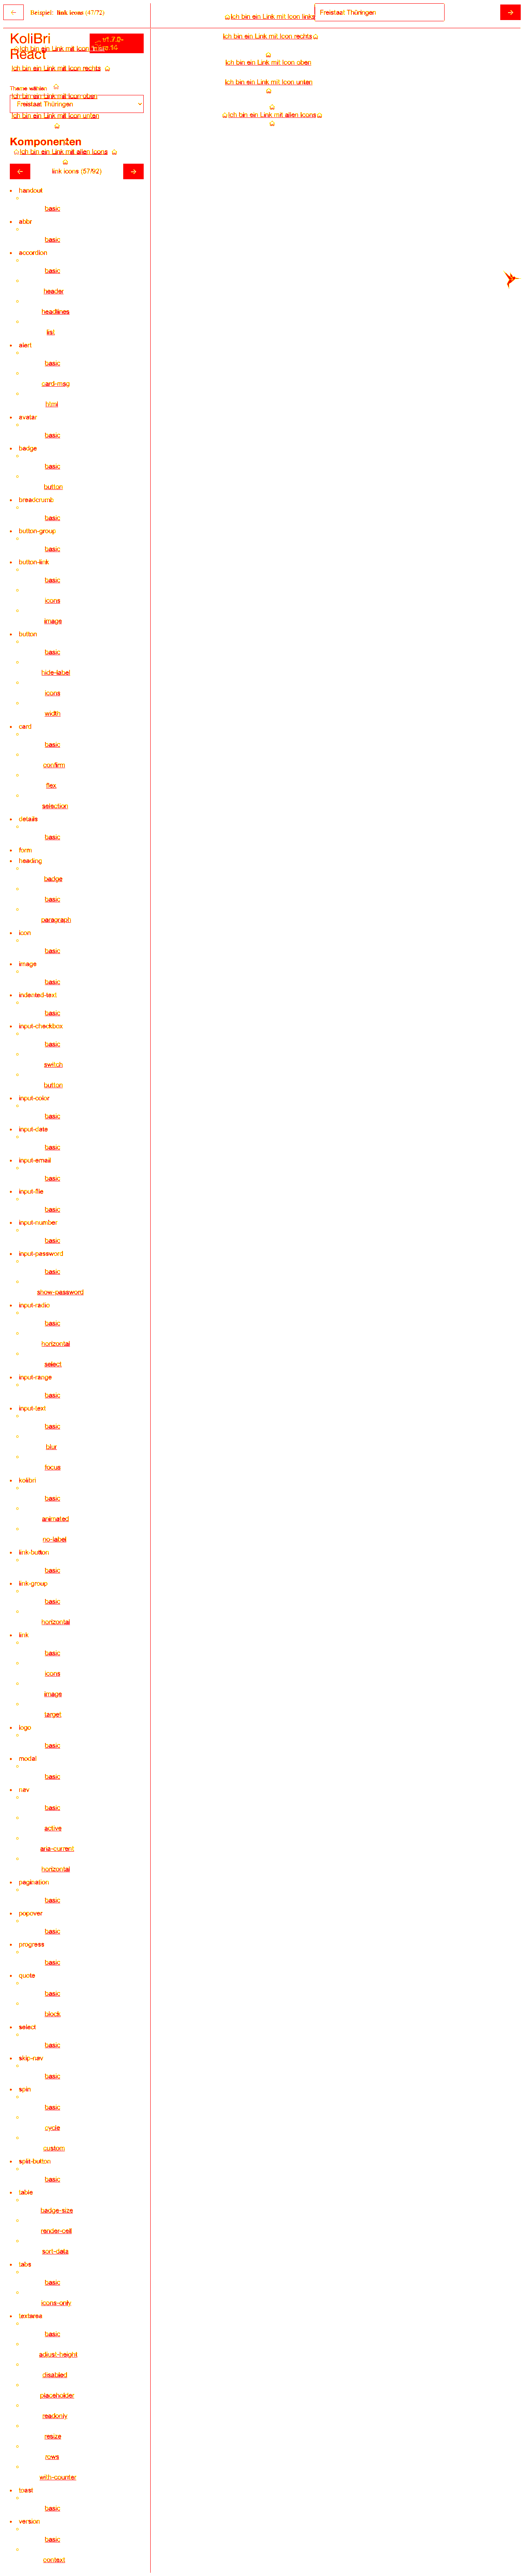 Beispiel: link icons (47/72)
Freistaat Thüringen
Ich bin ein Link mit Icon links
Ich bin ein Link mit Icon rechts
Ich bin ein Link mit Icon oben
Ich bin ein Link mit Icon unten
Ich bin ein Link mit allen Icons
KoliBri
React
Ich bin ein Link mit Icon links
Ich bin ein Link mit Icon rechts
Theme wählen
Ich bin ein Link mit Icon oben
Freistaat Thüringen
Ich bin ein Link mit Icon unten
Komponenten
Ich bin ein Link mit allen Icons
link icons (57/92)
handout
basic
abbr
basic
accordion
basic
header
headlines
list
alert
basic
card-msg
html
avatar
basic
badge
basic
button
breadcrumb
basic
button-group
basic
button-link
basic
icons
image
button
basic
hide-label
icons
width
card
basic
confirm
flex
selection
details
basic
form
heading
badge
basic
paragraph
icon
basic
image
basic
indented-text
basic
input-checkbox
basic
switch
button
input-color
basic
input-date
basic
input-email
basic
input-file
basic
input-number
basic
input-password
basic
show-password
input-radio
basic
horizontal
select
input-range
basic
input-text
basic
blur
focus
kolibri
basic
animated
no-label
link-button
basic
link-group
basic
horizontal
link
basic
icons
image
target
logo
basic
modal
basic
nav
basic
active
aria-current
horizontal
pagination
basic
popover
basic
progress
basic
quote
basic
block
select
basic
skip-nav
basic
spin
basic
cycle
custom
split-button
basic
table
badge-size
render-cell
sort-data
tabs
basic
icons-only
textarea
basic
adjust-height
disabled
placeholder
readonly
resize
rows
with-counter
toast
basic
version
basic
context